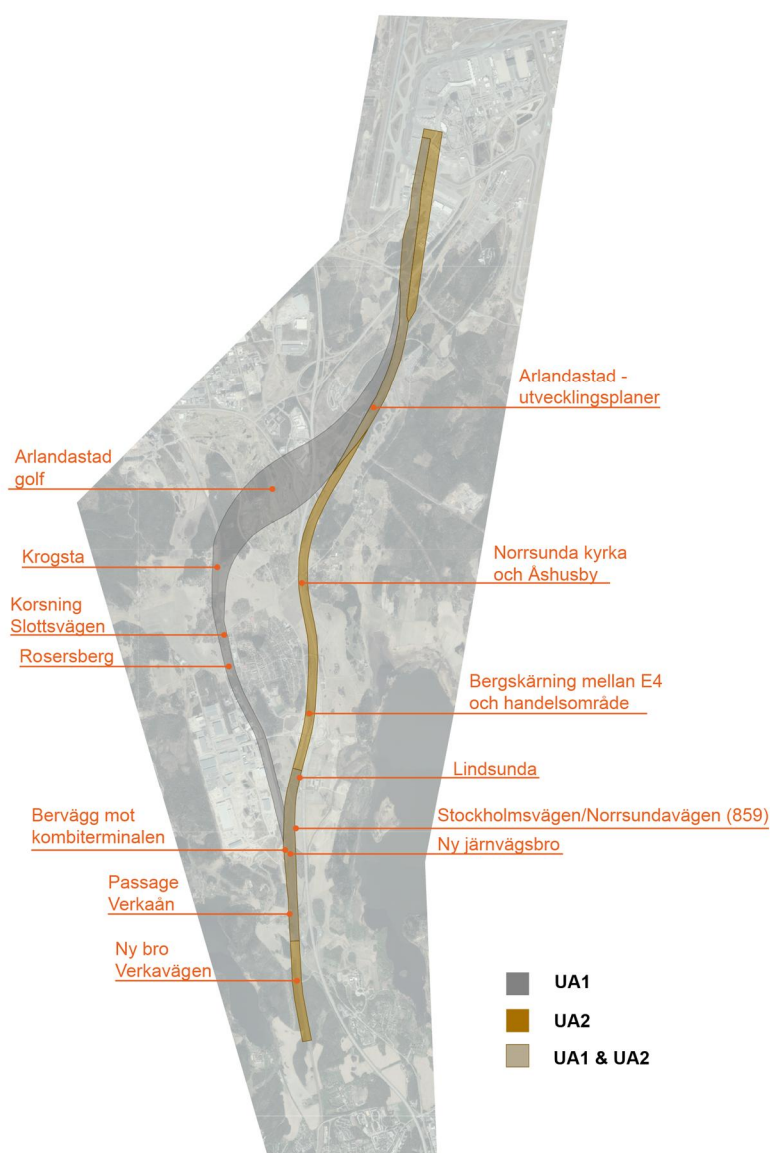 Arlandastad -
utvecklingsplaner
Arlandastad
golf
Krogsta
Norrsunda kyrka
och Åshusby
Korsning
Slottsvägen
Rosersberg
Bergskärning mellan E4
och handelsområde
Lindsunda
Bervägg mot
kombiterminalen
Stockholmsvägen/Norrsundavägen (859)
Ny järnvägsbro
Passage
Verkaån
Ny bro
Verkavägen
UA1
UA2
UA1 & UA2